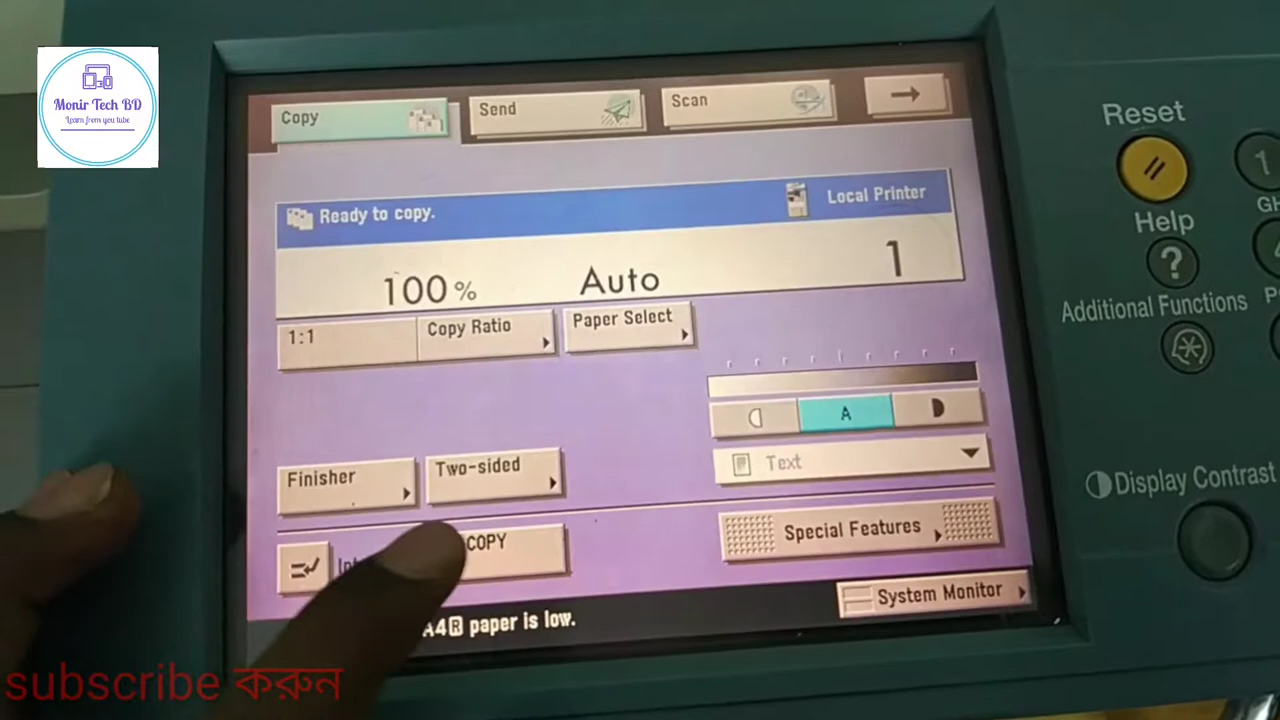 Monir Tech BD
Learn from you tube
Copy
Send
Scan
Reset
Ready to copy.
Local Printer
Help
100%
Auto
1
Additional Functions
1:1
Copy Ratio
Paper Select
A
Text
Finisher
Two-sided
Display Contrast
COPY
Special Features
System Monitor
A4R paper is low.
subscribe করুন